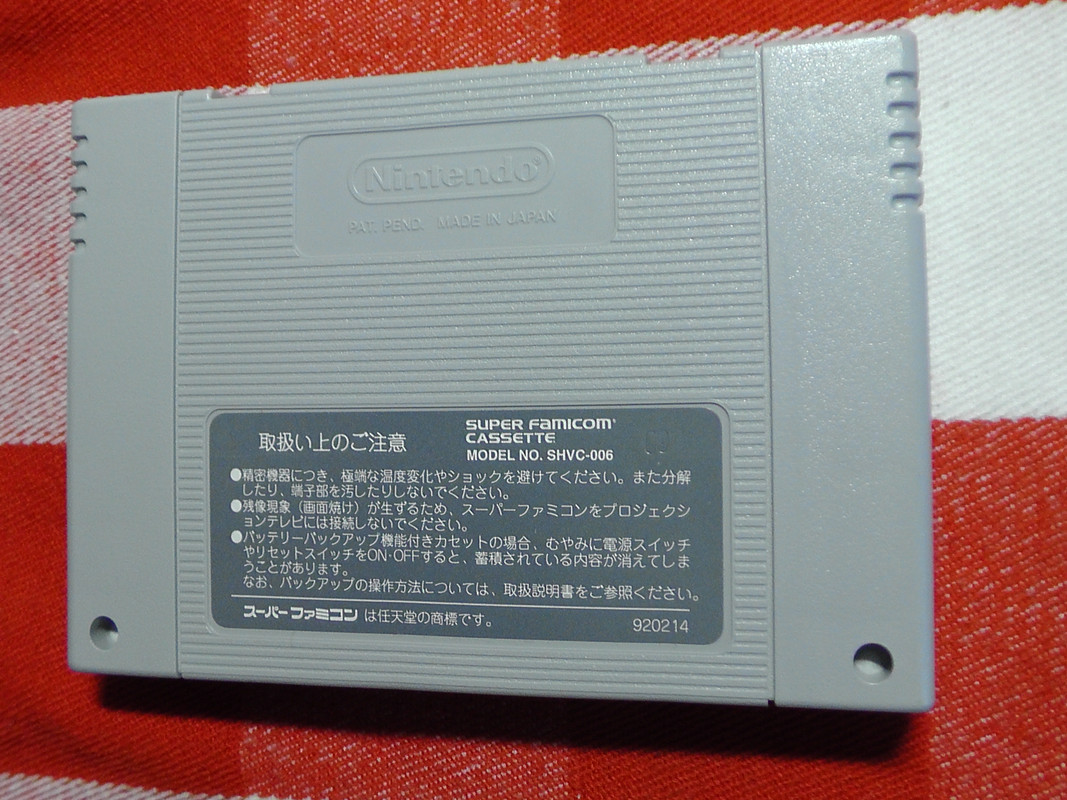 Nintendo
PAT. PEND. MADE IN JAPAN
取扱い上のご注意
SUPER FAMICOM
CASSETTE
MODEL NO. SHVC-006
●精密機器につき、極端な温度変化やショックを避けてください。また分解
したり、端子部を汚したりしないでください。
●残像現象（画面焼け）が生ずるため、スーパーファミコンをプロジェクシ
ョンテレビには接続しないでください。
●バッテリーバックアップ機能付きカセットの場合、むやみに電源スイッチ
やリセットスイッチをON・OFFすると、蓄積されている内容が消えてしま
うことがあります。
なお、バックアップの操作方法については、取扱説明書をご参照ください。
スーパーファミコンは任天堂の商標です。
920214